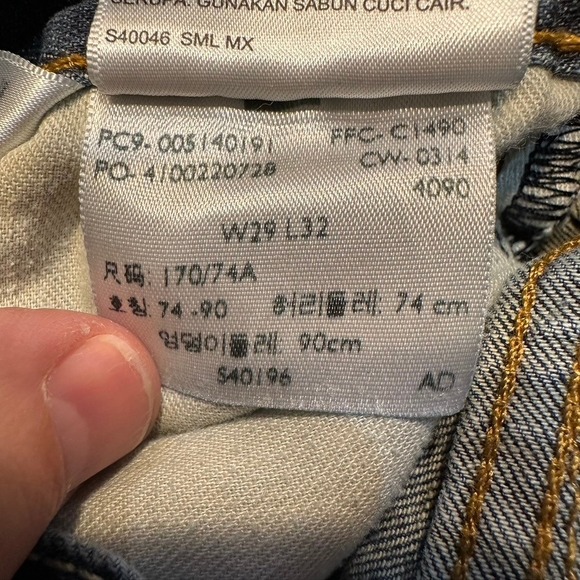 SERUPA. GUNAKAN SABUN CUCI CAIR.
S40046 SML MX
PC9-005140191 FFC-C1490
PO-4100220728 CW-0314
4090
W29 L32
尺码: 170/74A
호칭: 74-90 허리둘레: 74 cm
엉덩이둘레: 90cm
S40196 AD